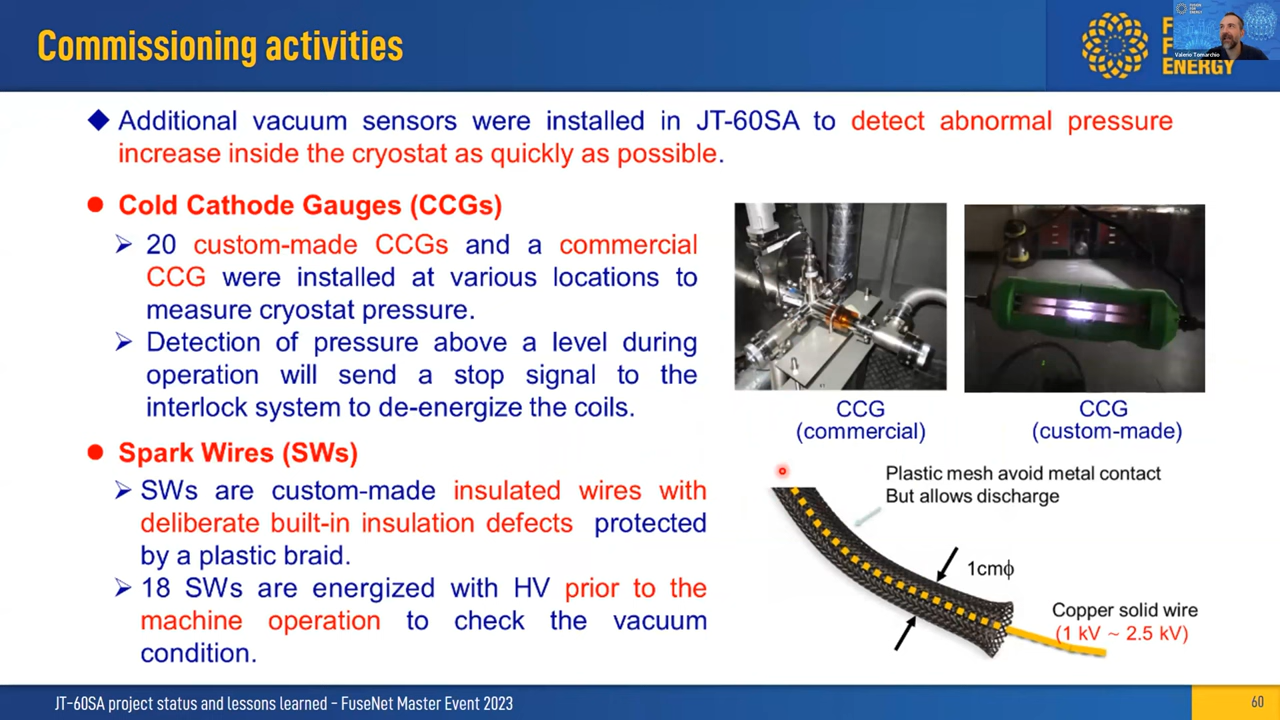 Commissioning activities
ENERGY
FUSION
FOR
ENERGY
Valerio Tomarchio
◆ Additional vacuum sensors were installed in JT-60SA to detect abnormal pressure
increase inside the cryostat as quickly as possible.
● Cold Cathode Gauges (CCGs)
➢ 20 custom-made CCGs and a commercial
CCG were installed at various locations to
measure cryostat pressure.
➢ Detection of pressure above a level during
operation will send a stop signal to the
interlock system to de-energize the coils.
● Spark Wires (SWs)
➢ SWs are custom-made insulated wires with
deliberate built-in insulation defects protected
by a plastic braid.
➢ 18 SWs are energized with HV prior to the
machine operation to check the vacuum
condition.
CCG
(commercial)
CCG
(custom-made)
Plastic mesh avoid metal contact
But allows discharge
1cmϕ
Copper solid wire
(1 kV ~ 2.5 kV)
JT-60SA project status and lessons learned - FuseNet Master Event 2023
60